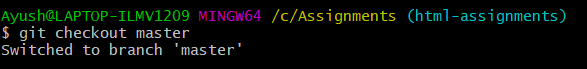 Ayush@LAPTOP-ILMV1209 MINGW64 /c/Assignments (html-assignments)
$ git checkout master
Switched to branch 'master'